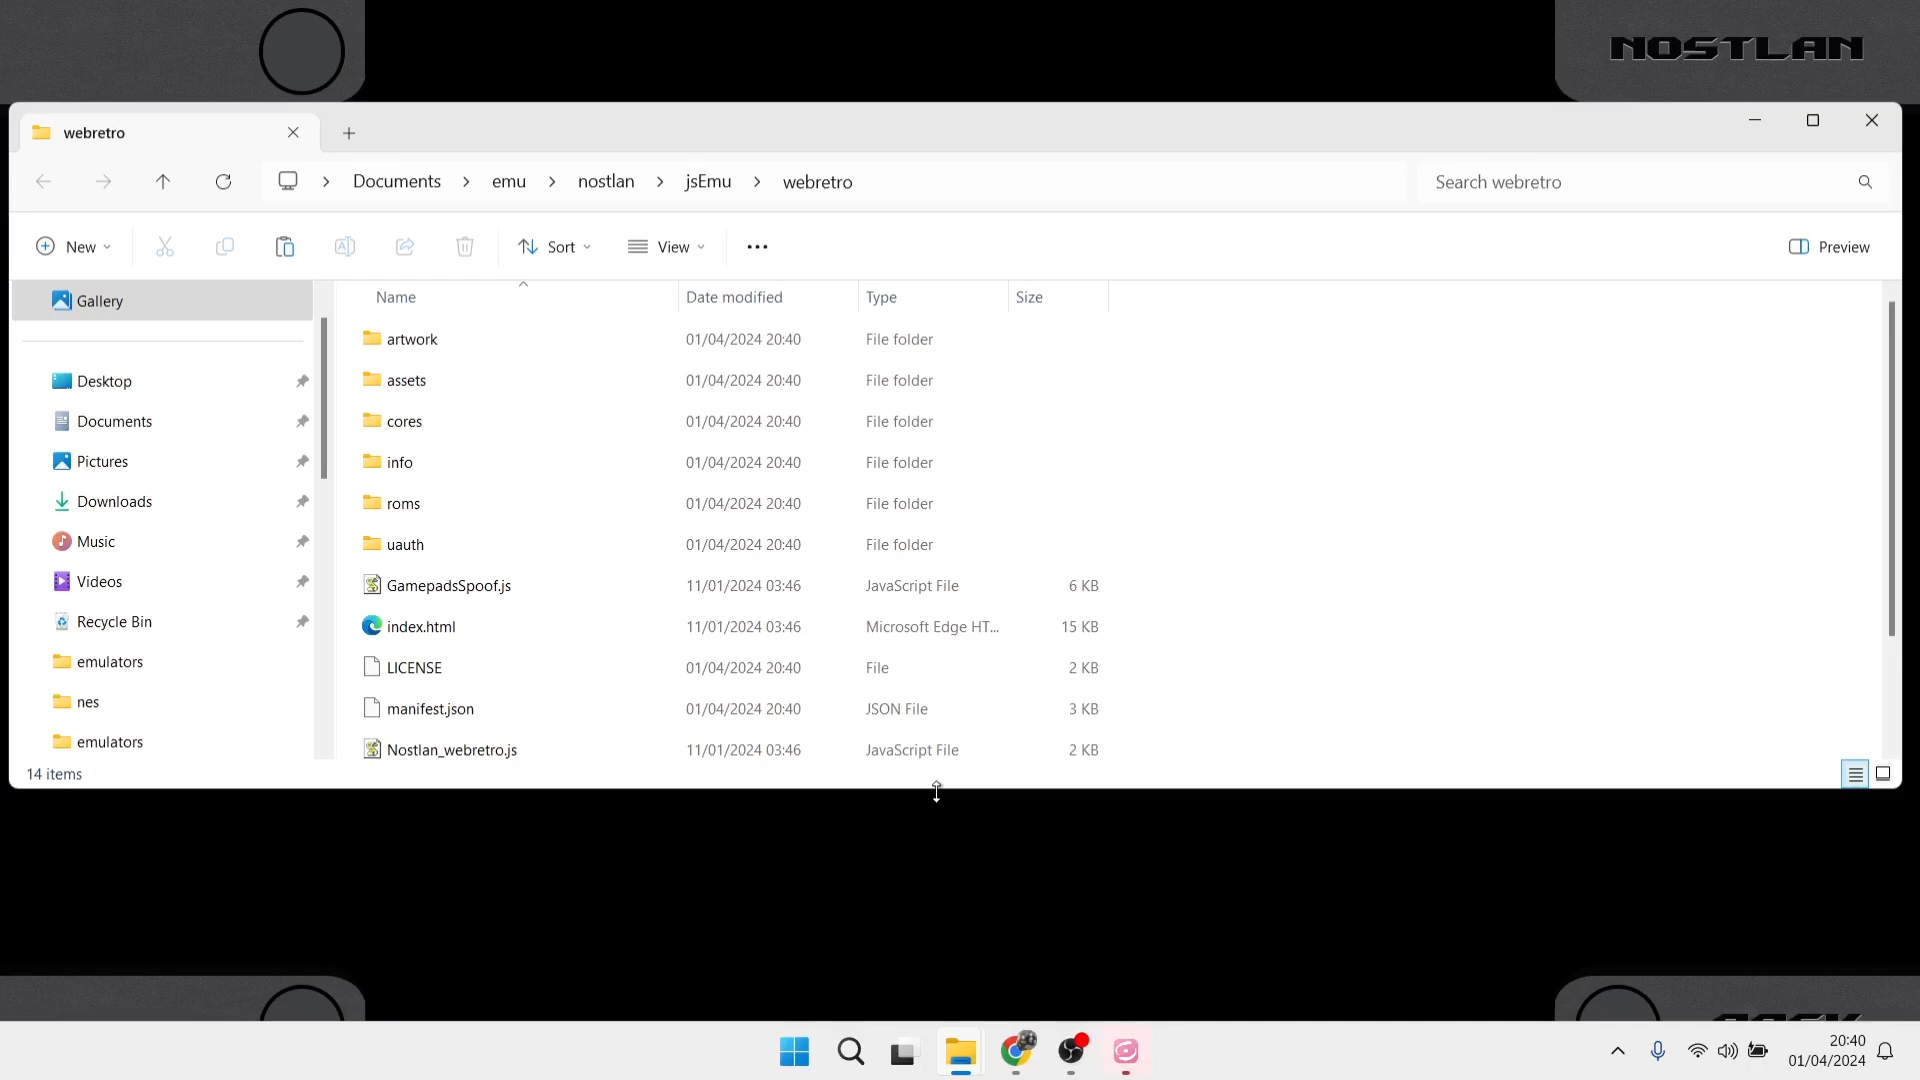 NOSTLAN
webretro
Documents > emu > nostlan > jsEmu > webretro
Search webretro
New
Sort
View
Preview
Gallery
Desktop
Documents
Pictures
Downloads
Music
Videos
Recycle Bin
emulators
nes
emulators
Name Date modified Type Size
artwork 01/04/2024 20:40 File folder
assets 01/04/2024 20:40 File folder
cores 01/04/2024 20:40 File folder
info 01/04/2024 20:40 File folder
roms 01/04/2024 20:40 File folder
uauth 01/04/2024 20:40 File folder
GamepadsSpoof.js 11/01/2024 03:46 JavaScript File 6 KB
index.html 11/01/2024 03:46 Microsoft Edge HT... 15 KB
LICENSE 01/04/2024 20:40 File 2 KB
manifest.json 01/04/2024 20:40 JSON File 3 KB
Nostlan_webretro.js 11/01/2024 03:46 JavaScript File 2 KB
14 items
20:40
01/04/2024